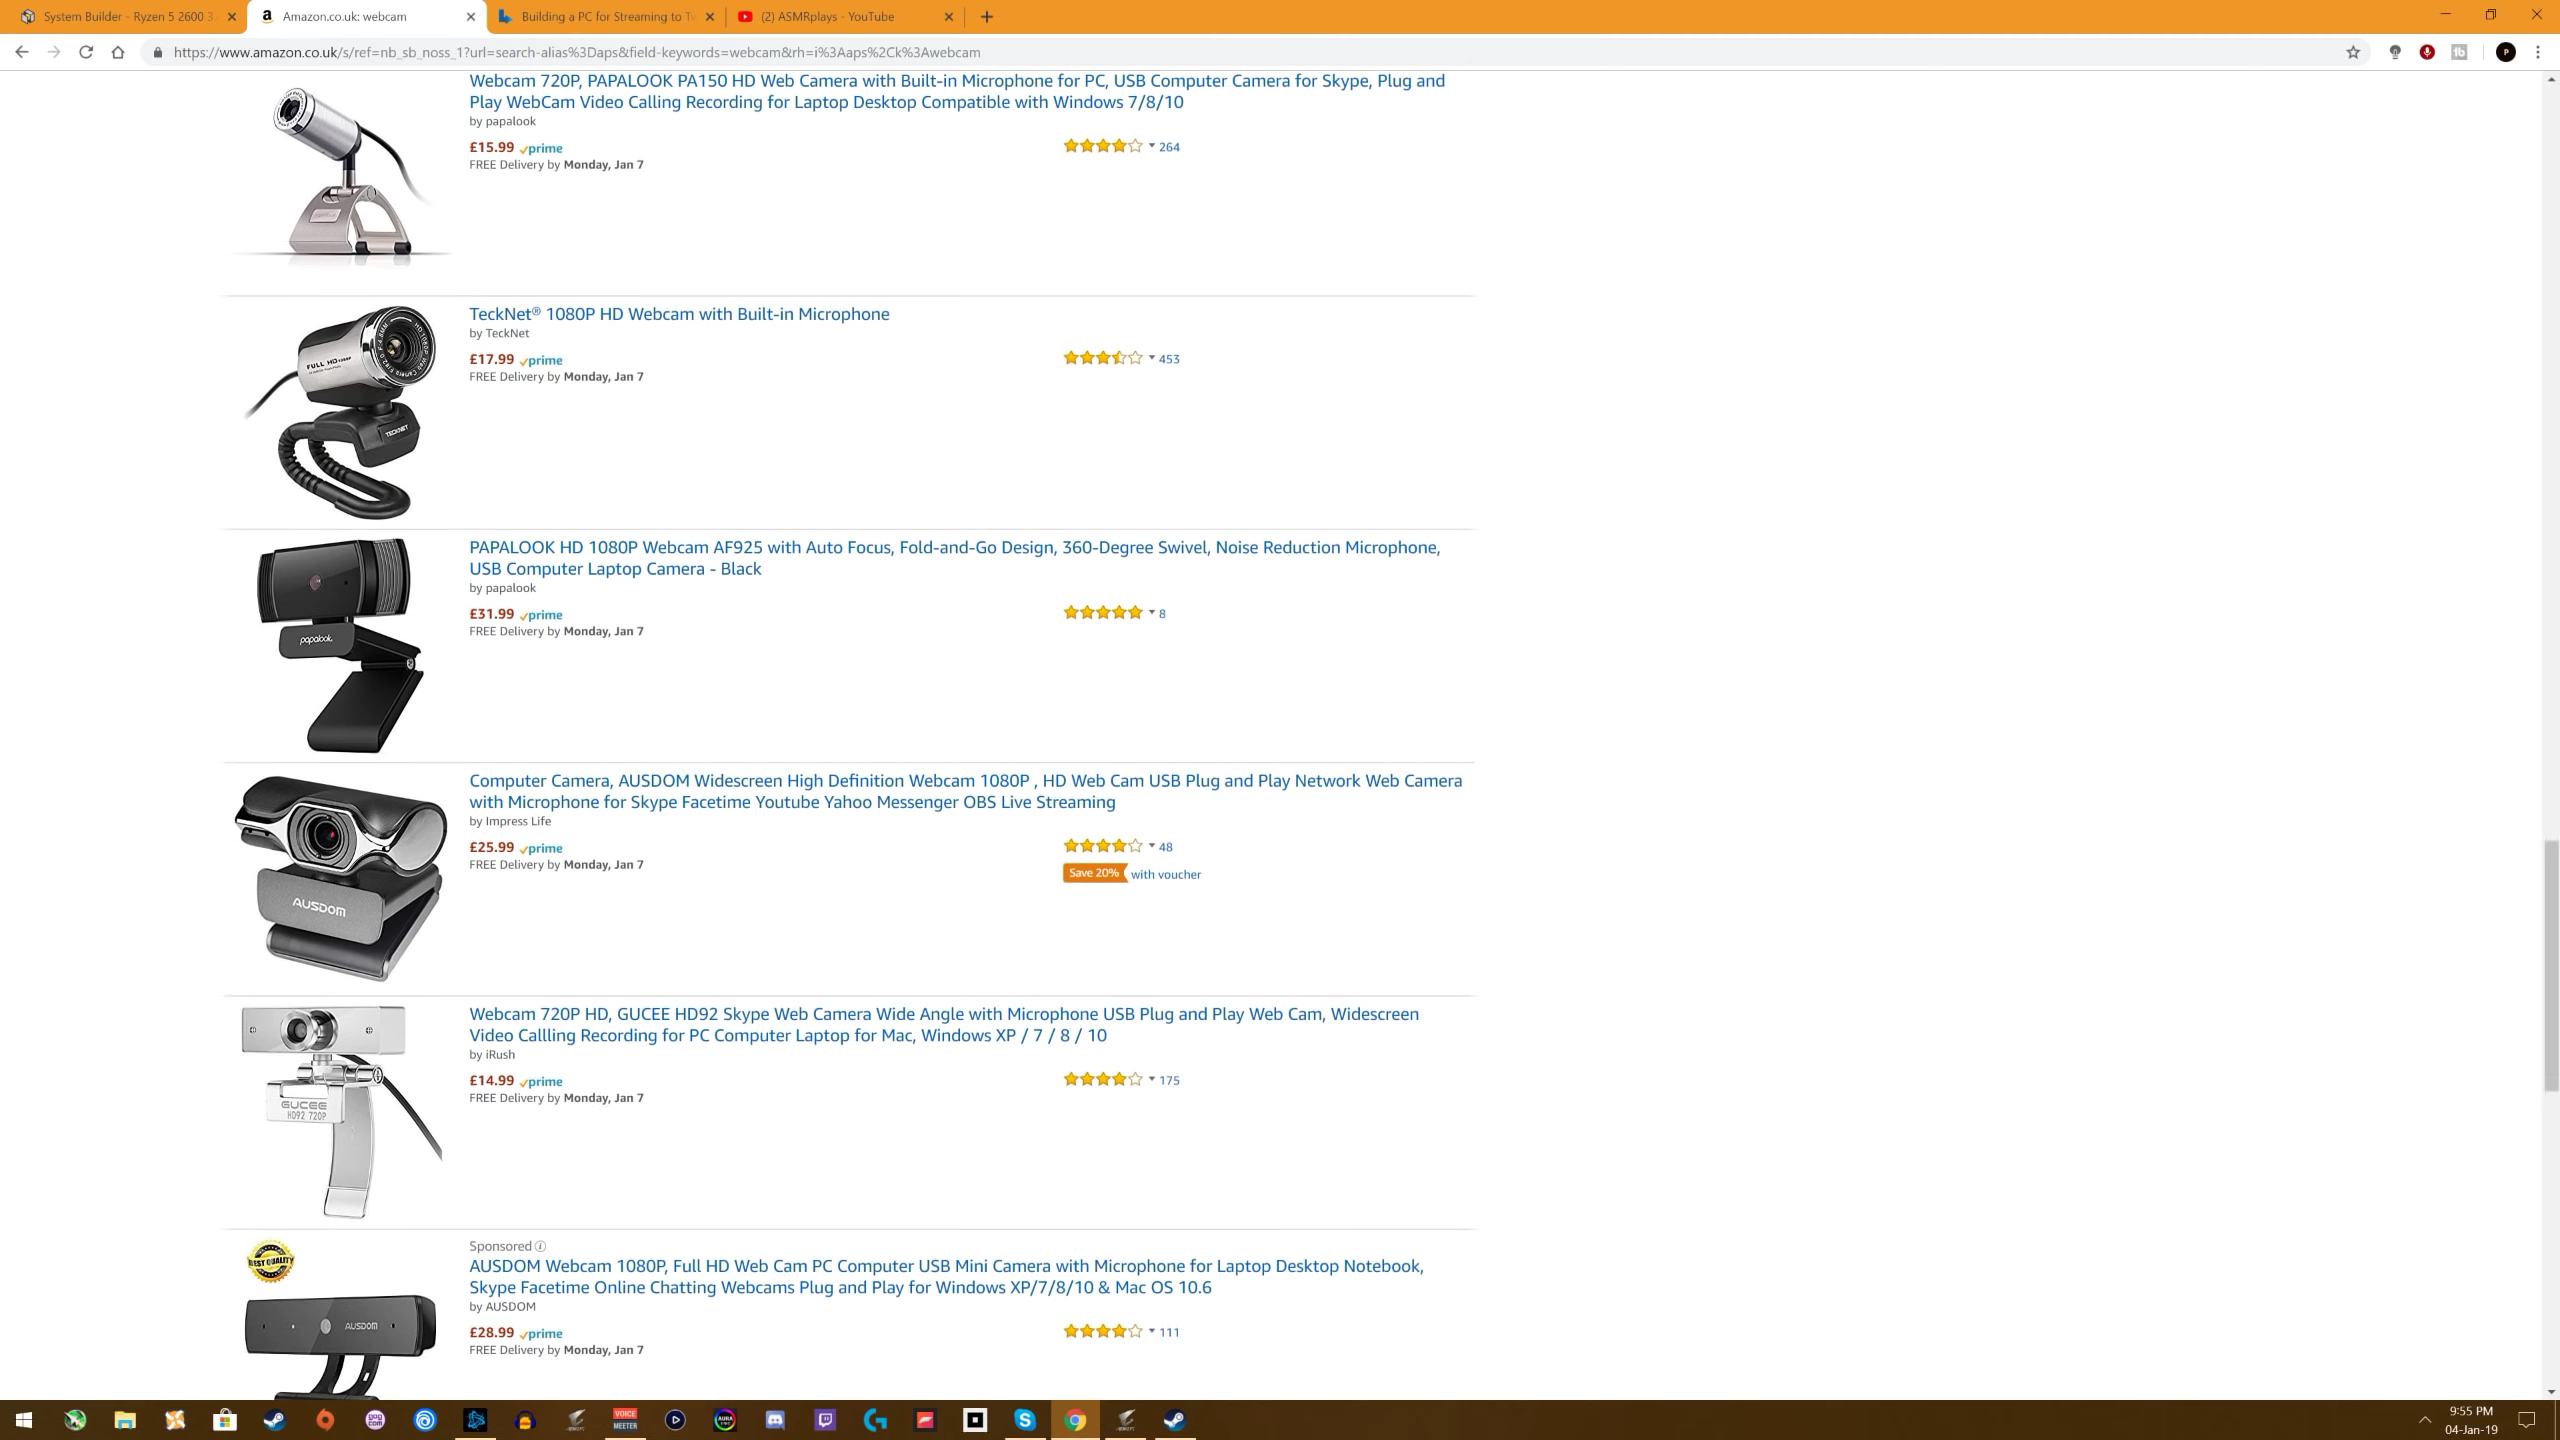 System Builder - Ryzen 5 2600 3.
Amazon.co.uk: webcam
Building a PC for Streaming to Tw
(2) ASMRplays - YouTube
https://www.amazon.co.uk/s/ref=nb_sb_noss_1?url=search-alias%3Daps&field-keywords=webcam&rh=i%3Aaps%2Ck%3Awebcam
Webcam 720P, PAPALOOK PA150 HD Web Camera with Built-in Microphone for PC, USB Computer Camera for Skype, Plug and
Play WebCam Video Calling Recording for Laptop Desktop Compatible with Windows 7/8/10
by papalook
£15.99 prime
264
FREE Delivery by Monday, Jan 7
TeckNet® 1080P HD Webcam with Built-in Microphone
by TeckNet
£17.99 prime
453
FREE Delivery by Monday, Jan 7
FULL HD
TECKNET
PAPALOOK HD 1080P Webcam AF925 with Auto Focus, Fold-and-Go Design, 360-Degree Swivel, Noise Reduction Microphone,
USB Computer Laptop Camera - Black
by papalook
£31.99 prime
8
FREE Delivery by Monday, Jan 7
papalook
Computer Camera, AUSDOM Widescreen High Definition Webcam 1080P , HD Web Cam USB Plug and Play Network Web Camera
with Microphone for Skype Facetime Youtube Yahoo Messenger OBS Live Streaming
by Impress Life
£25.99 prime
48
FREE Delivery by Monday, Jan 7
Save 20% with voucher
AUSDOM
Webcam 720P HD, GUCEE HD92 Skype Web Camera Wide Angle with Microphone USB Plug and Play Web Cam, Widescreen
Video Callling Recording for PC Computer Laptop for Mac, Windows XP / 7 / 8 / 10
by iRush
£14.99 prime
175
FREE Delivery by Monday, Jan 7
GUCEE
HD92 720P
Sponsored
BEST QUALITY
AUSDOM Webcam 1080P, Full HD Web Cam PC Computer USB Mini Camera with Microphone for Laptop Desktop Notebook,
Skype Facetime Online Chatting Webcams Plug and Play for Windows XP/7/8/10 & Mac OS 10.6
by AUSDOM
AUSDOM
£28.99 prime
111
FREE Delivery by Monday, Jan 7
VOICE
MEETER
9:55 PM
04-Jan-19